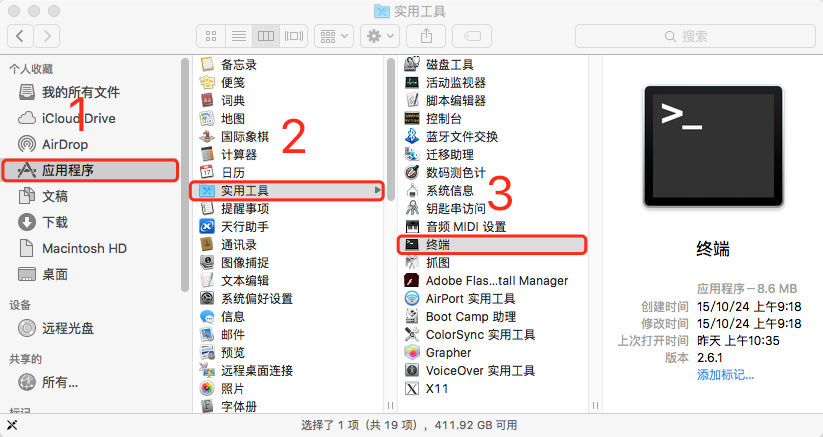 实用工具
搜索
个人收藏
我的所有文件
iCloud Drive
AirDrop
应用程序
文稿
下载
Macintosh HD
桌面
设备
远程光盘
共享的
所有...
1
备忘录
便笺
词典
地图
国际象棋
计算器
日历
实用工具
提醒事项
天行助手
通讯录
图像捕捉
文本编辑
系统偏好设置
信息
邮件
预览
远程桌面连接
照片
字体册
2
磁盘工具
活动监视器
脚本编辑器
控制台
蓝牙文件交换
迁移助理
数码测色计
系统信息
钥匙串访问
音频 MIDI 设置
终端
抓图
Adobe Flas...tall Manager
AirPort 实用工具
Boot Camp 助理
ColorSync 实用工具
Grapher
VoiceOver 实用工具
X11
3
>_
终端
应用程序 – 8.6 MB
创建时间 15/10/24 上午9:18
修改时间 15/10/24 上午9:18
上次打开时间 昨天 上午10:35
版本 2.6.1
添加标记...
选择了 1 项（共 19 项），411.92 GB 可用